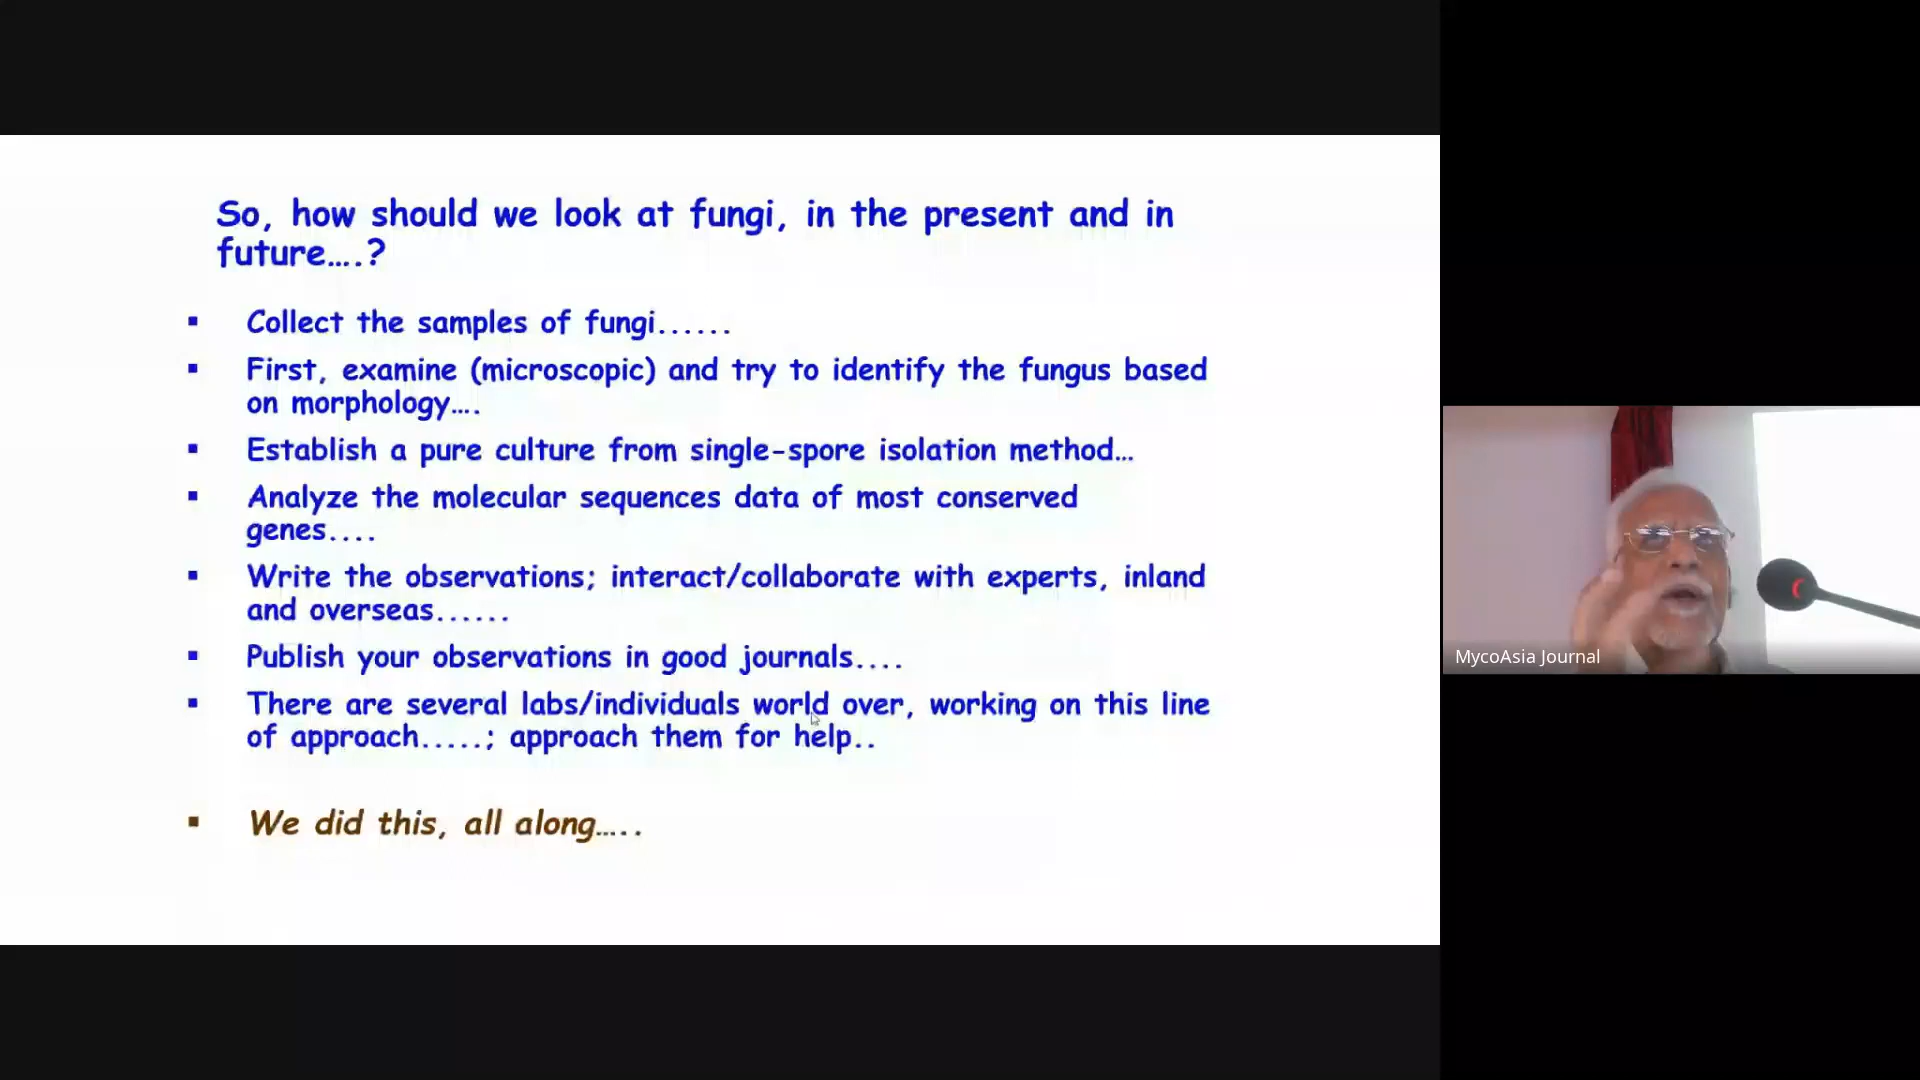 So, how should we look at fungi, in the present and in
future....?
▪ Collect the samples of fungi......
▪ First, examine (microscopic) and try to identify the fungus based
on morphology....
▪ Establish a pure culture from single-spore isolation method...
▪ Analyze the molecular sequences data of most conserved
genes....
▪ Write the observations; interact/collaborate with experts, inland
and overseas......
▪ Publish your observations in good journals....
▪ There are several labs/individuals world over, working on this line
of approach.....; approach them for help..
▪ We did this, all along.....
MycoAsia Journal